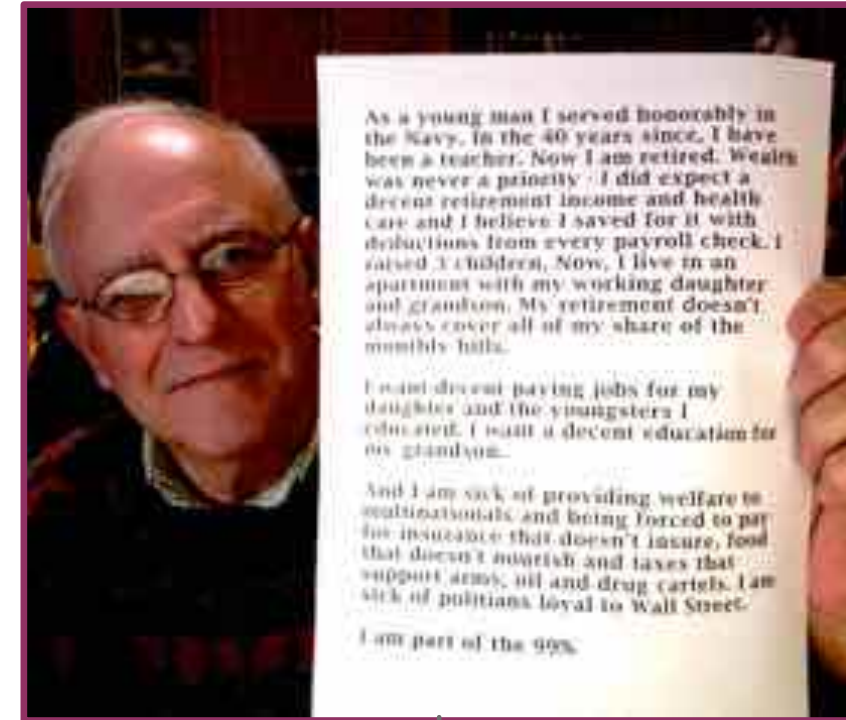 As a young man I served honorably in
the Navy. In the 40 years since, I have
been a teacher. Now I am retired. Wealth
was never a priority - I did expect a
decent retirement income and health
care and I believe I saved for it with
deductions from every payroll check. I
raised 3 children. Now, I live in an
apartment with my working daughter
and grandson. My retirement doesn't
always cover all of my share of the
monthly bills.
I want decent paying jobs for my
daughter and the youngsters I
educated. I want a decent education for
my grandson.
And I am sick of providing welfare to
multinationals and being forced to pay
for insurance that doesn't insure, food
that doesn't nourish and taxes that
support arms, oil and drug cartels. I am
sick of politians loyal to Wall Street.
I am part of the 99%